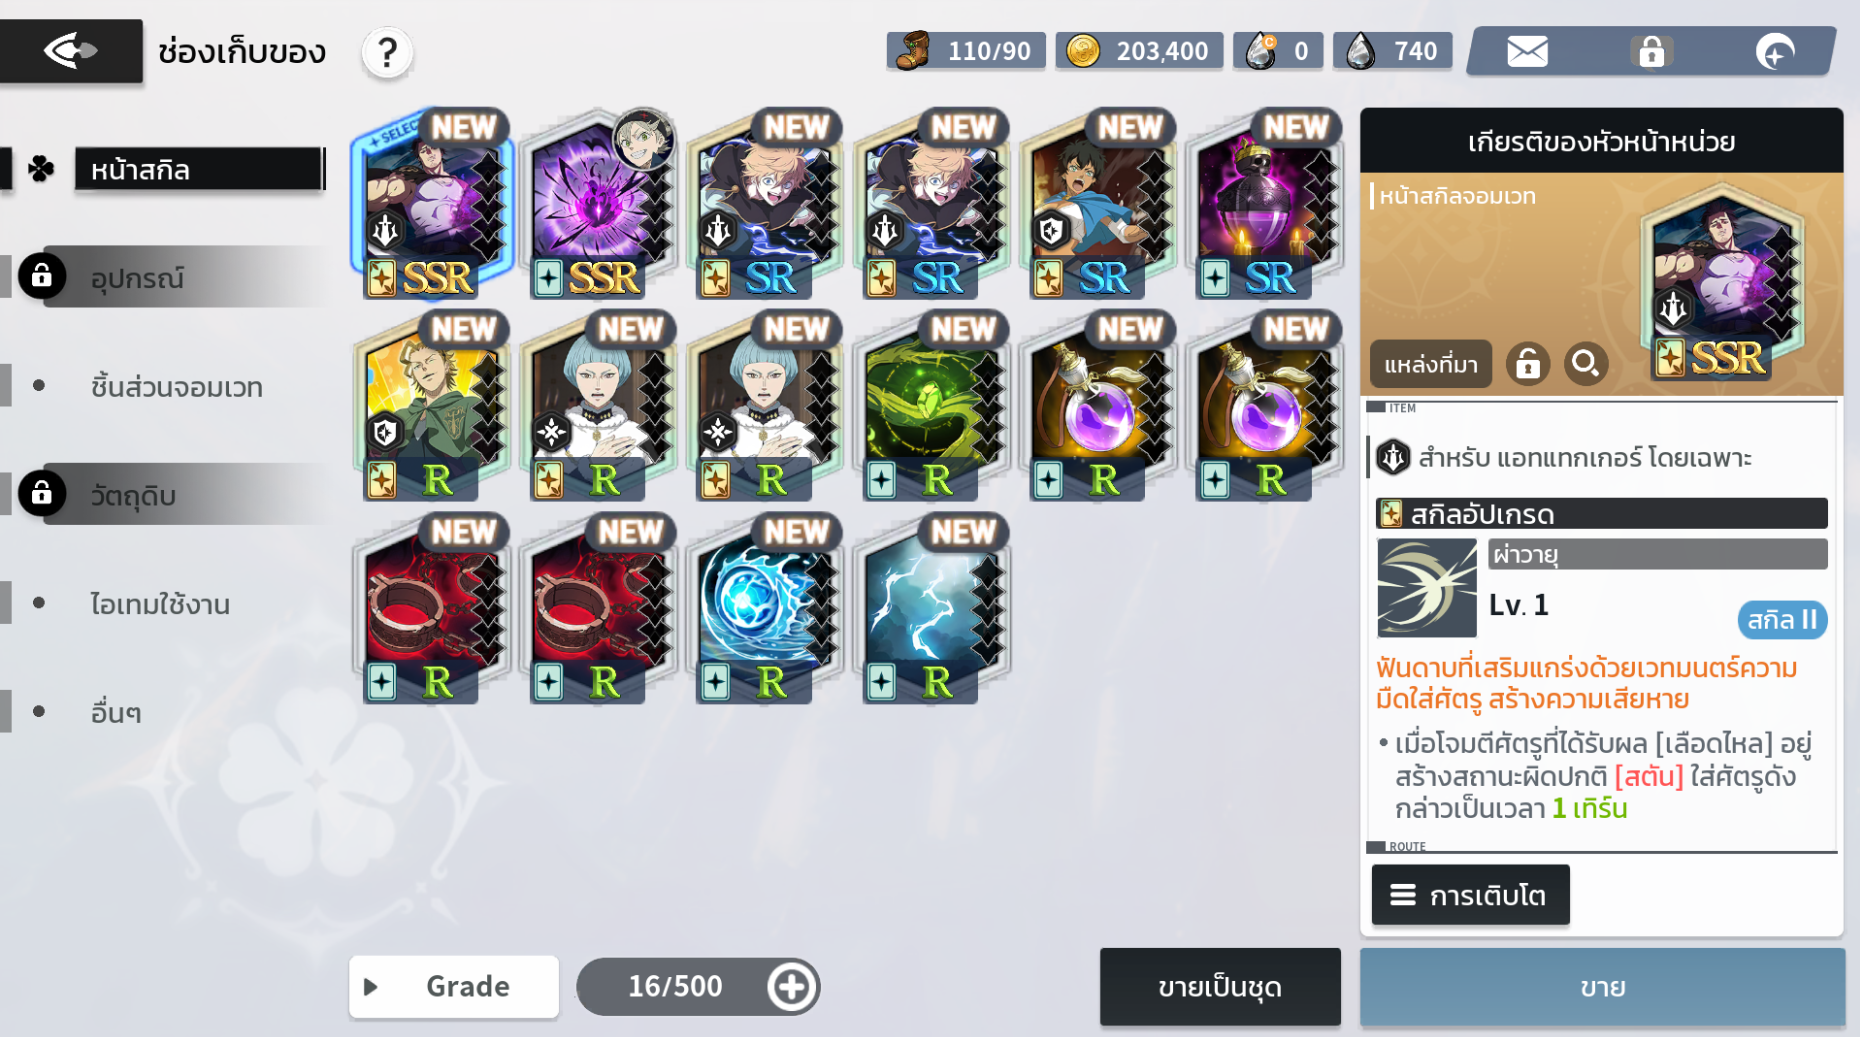 ช่องเก็บของ
?
110/90
203,400
0
740
หน้าสกิล
อุปกรณ์
ชิ้นส่วนจอมเวท
วัตถุดิบ
ไอเทมใช้งาน
อื่นๆ
NEW NEW NEW NEW NEW
SSR SSR SR SR SR SR
NEW NEW NEW NEW NEW NEW
R R R R R R
NEW NEW NEW NEW
R R R R
Grade
16/500
ขายเป็นชุด
เกียรติของหัวหน้าหน่วย
หน้าสกิลจอมเวท
แหล่งที่มา
SSR
ITEM
สำหรับ แอทแทกเกอร์ โดยเฉพาะ
สกิลอัปเกรด
ผ่าวายุ
Lv. 1
สกิล II
ฟันดาบที่เสริมแกร่งด้วยเวทมนตร์ความ
มืดใส่ศัตรู สร้างความเสียหาย
• เมื่อโจมตีศัตรูที่ได้รับผล [เลือดไหล] อยู่
สร้างสถานะผิดปกติ [สตัน] ใส่ศัตรูดัง
กล่าวเป็นเวลา 1 เทิร์น
ROUTE
การเติบโต
ขาย